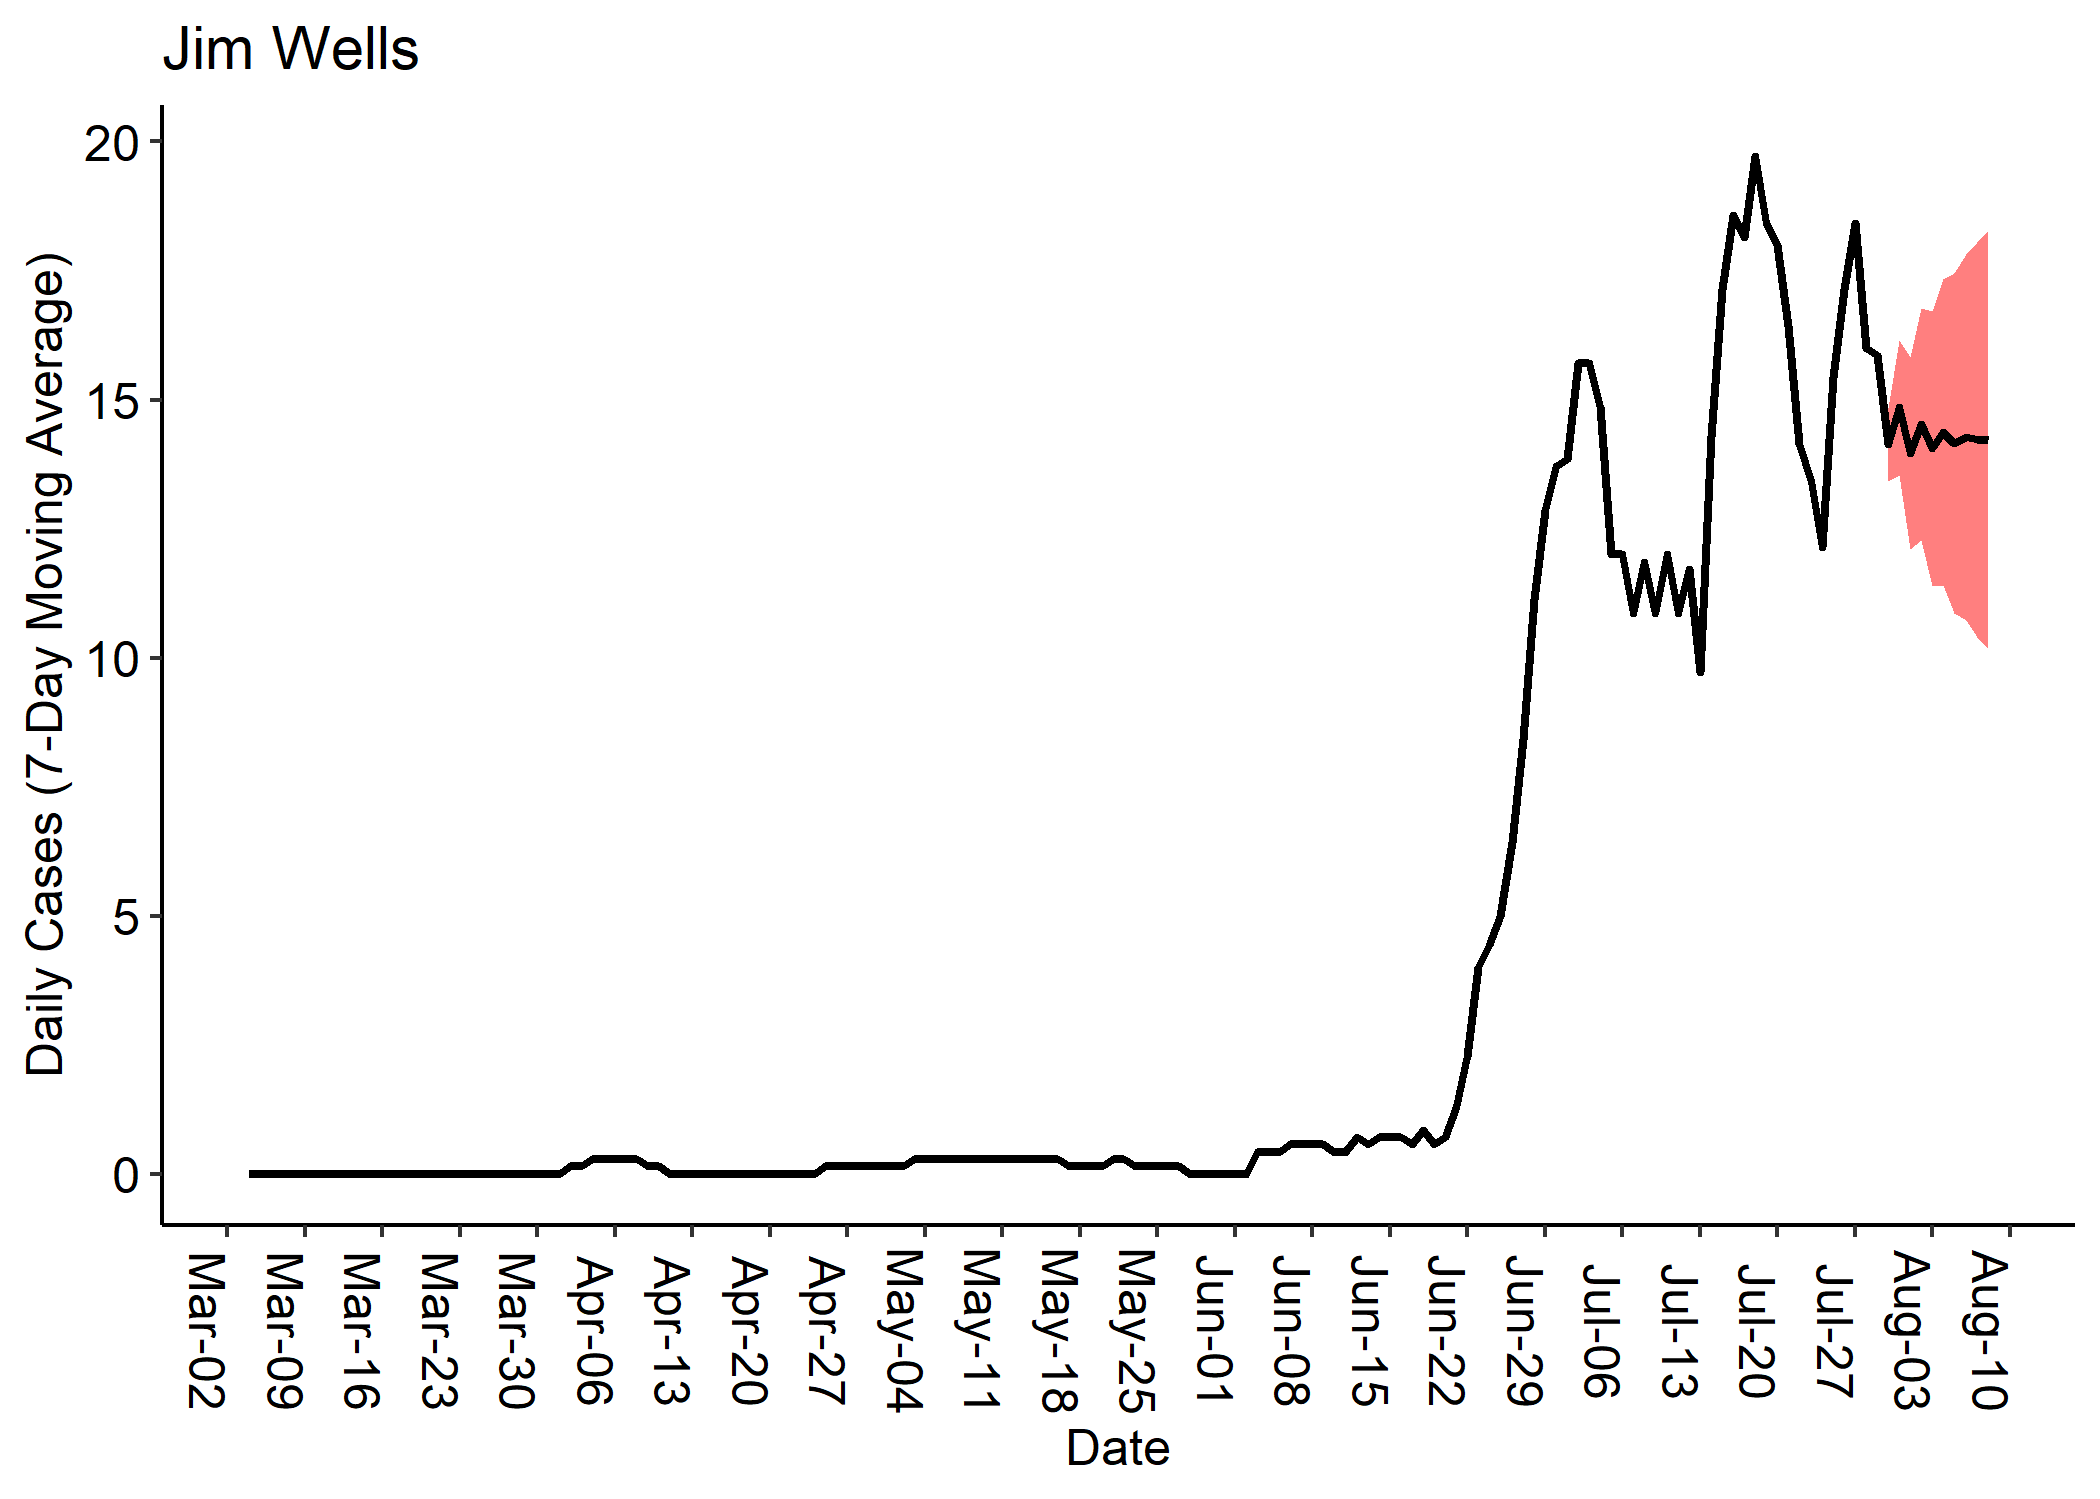 Jim Wells
Daily Cases (7-Day Moving Average)
20
15
10
5
0
Mar-02
Mar-09
Mar-16
Mar-23
Mar-30
Apr-06
Apr-13
Apr-20
Apr-27
May-04
May-11
May-18
May-25
Jun-01
Jun-08
Jun-15
Jun-22
Jun-29
Jul-06
Jul-13
Jul-20
Jul-27
Aug-03
Aug-10
Date